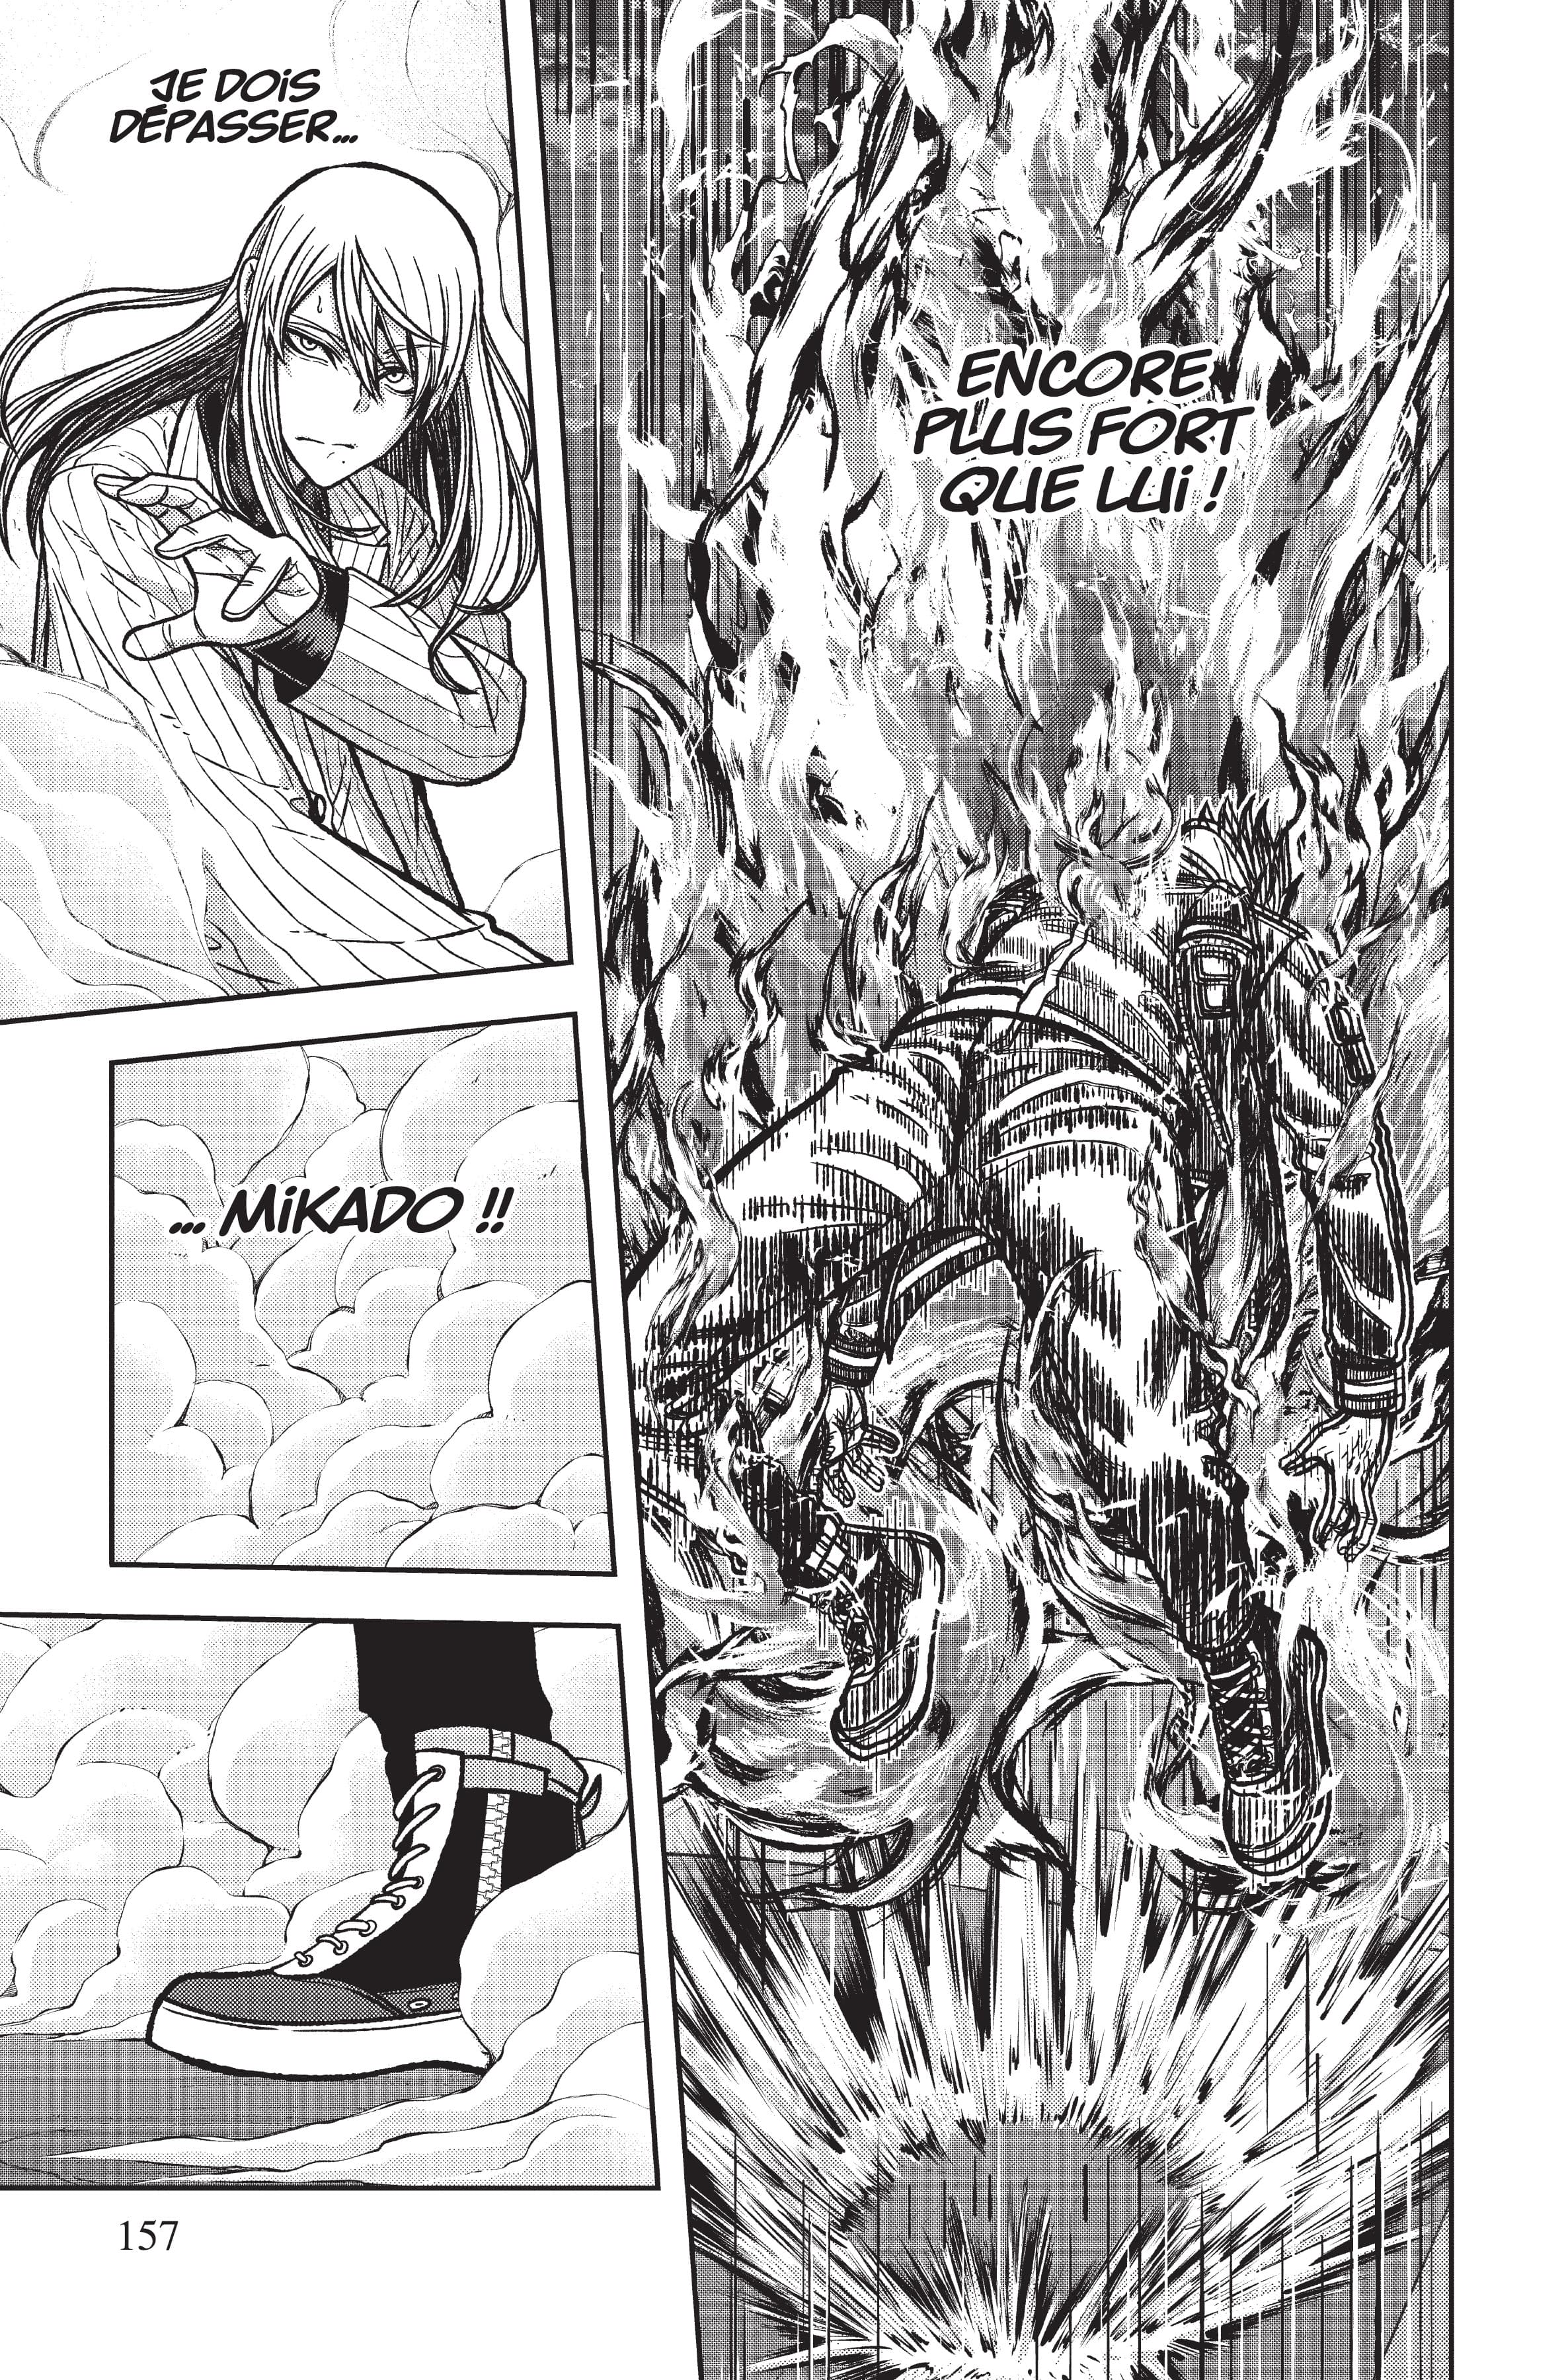 ENCORE
PLUS FORT
QUE LUI !
JE DOIS
DÉPASSER...
... MIKADO !!
157